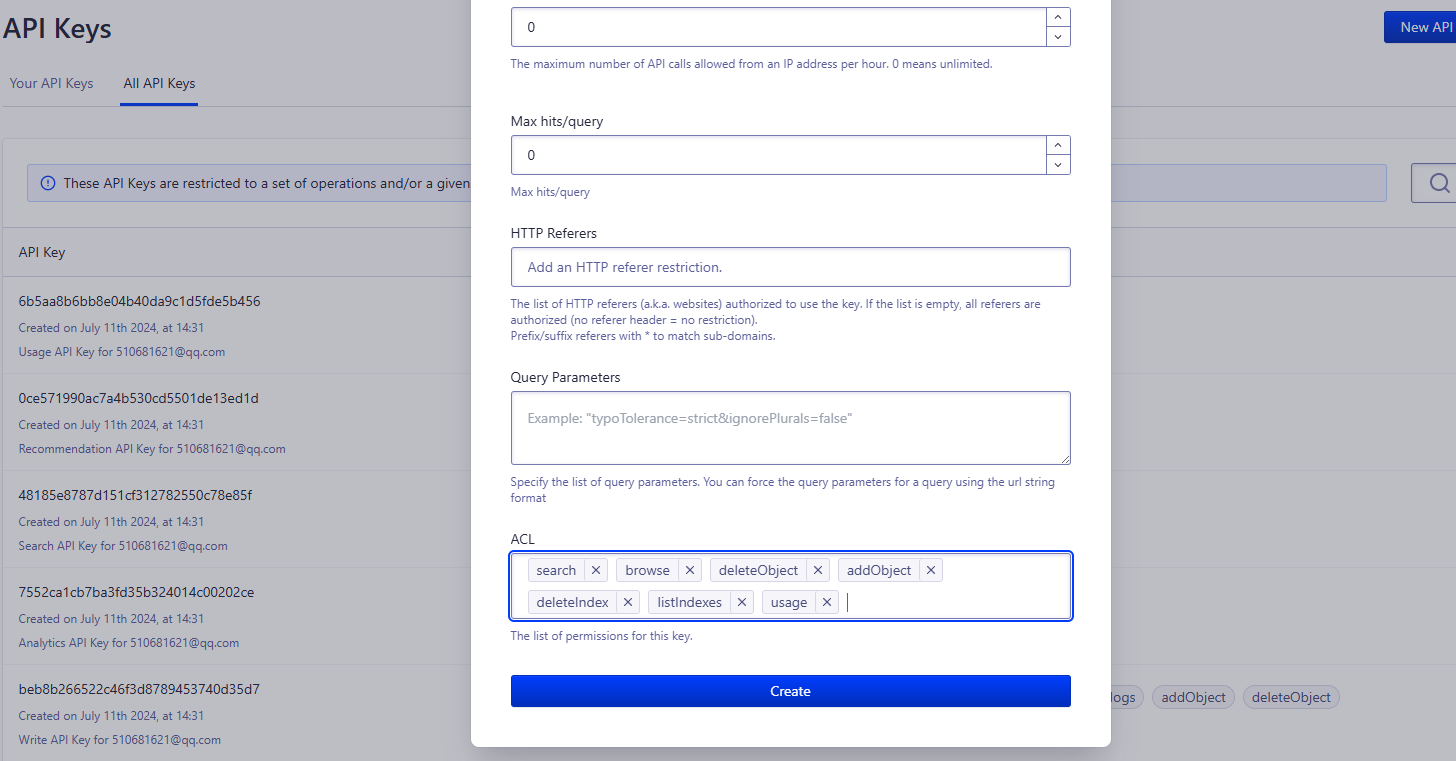 API Keys
New API
Your API Keys
All API Keys
These API Keys are restricted to a set of operations and/or a given
API Key
6b5aa8b6bb8e04b40da9c1d5fde5b456
Created on July 11th 2024, at 14:31
Usage API Key for 510681621@qq.com
0ce571990ac7a4b530cd5501de13ed1d
Created on July 11th 2024, at 14:31
Recommendation API Key for 510681621@qq.com
48185e8787d151cf312782550c78e85f
Created on July 11th 2024, at 14:31
Search API Key for 510681621@qq.com
7552ca1cb7ba3fd35b324014c00202ce
Created on July 11th 2024, at 14:31
Analytics API Key for 510681621@qq.com
beb8b266522c46f3d8789453740d35d7
Created on July 11th 2024, at 14:31
Write API Key for 510681621@qq.com
logs addObject deleteObject
0
The maximum number of API calls allowed from an IP address per hour. 0 means unlimited.
Max hits/query
0
Max hits/query
HTTP Referers
Add an HTTP referer restriction.
The list of HTTP referers (a.k.a. websites) authorized to use the key. If the list is empty, all referers are
authorized (no referer header = no restriction).
Prefix/suffix referers with * to match sub-domains.
Query Parameters
Example: "typoTolerance=strict&ignorePlurals=false"
Specify the list of query parameters. You can force the query parameters for a query using the url string
format
ACL
search browse deleteObject addObject
deleteIndex listIndexes usage
The list of permissions for this key.
Create